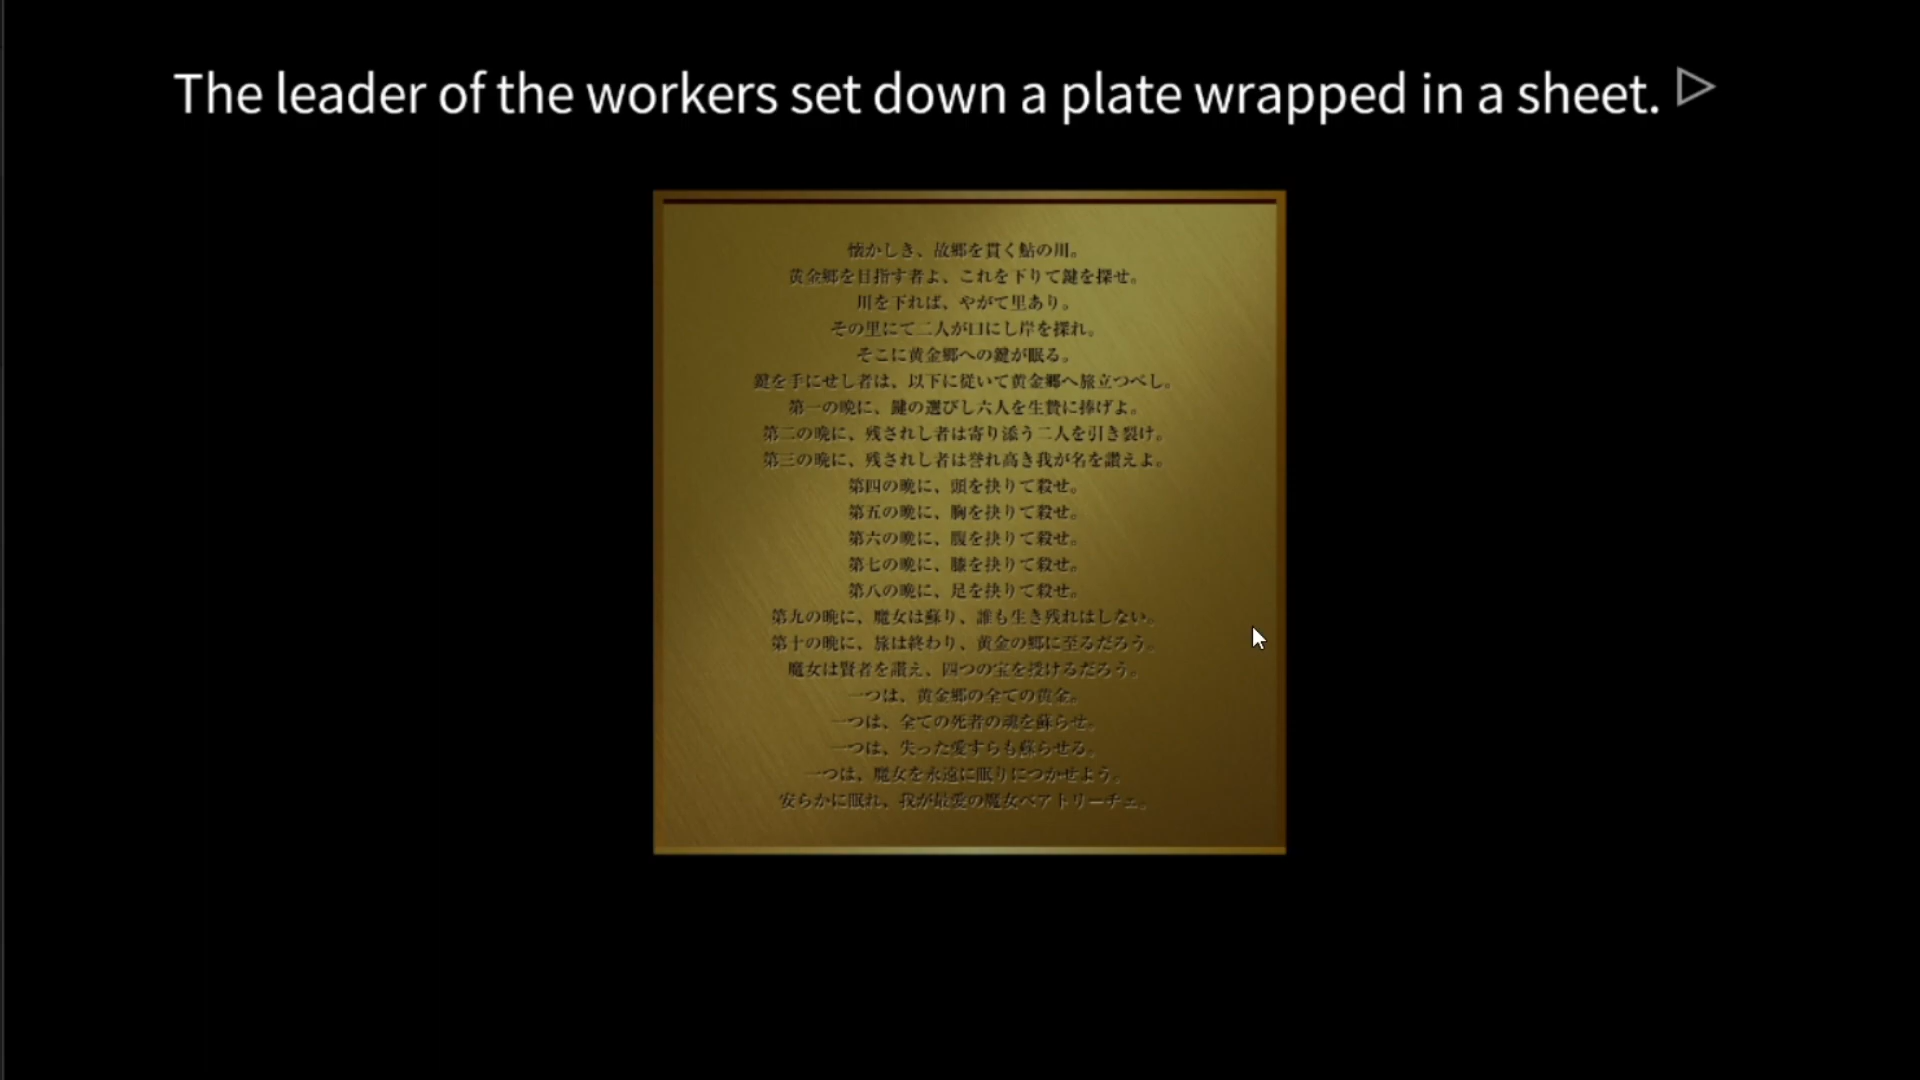 The leader of the workers set down a plate wrapped in a sheet.
懐かしき、故郷を貫く鮎の川。
黄金郷を目指す者よ、これを下りて鍵を探せ。
川を下れば、やがて里あり。
その里にて二人が口にし岸を探れ。
そこに黄金郷への鍵が眠る。
鍵を手にせし者は、以下に従いて黄金郷へ旅立つべし。
第一の晩に、鍵の選びし六人を生贄に捧げよ。
第二の晩に、残されし者は寄り添う二人を引き裂け。
第三の晩に、残されし者は誉れ高き我が名を讃えよ。
第四の晩に、頭を抉りて殺せ。
第五の晩に、胸を抉りて殺せ。
第六の晩に、腹を抉りて殺せ。
第七の晩に、膝を抉りて殺せ。
第八の晩に、足を抉りて殺せ。
第九の晩に、魔女は蘇り、誰も生き残れはしない。
第十の晩に、旅は終わり、黄金の郷に至るだろう。
魔女は賢者を讃え、四つの宝を授けるだろう。
一つは、黄金郷の全ての黄金。
一つは、全ての死者の魂を蘇らせ。
一つは、失った愛すらも蘇らせる。
一つは、魔女を永遠に眠りにつかせよう。
安らかに眠れ、我が最愛の魔女ベアトリーチェ。